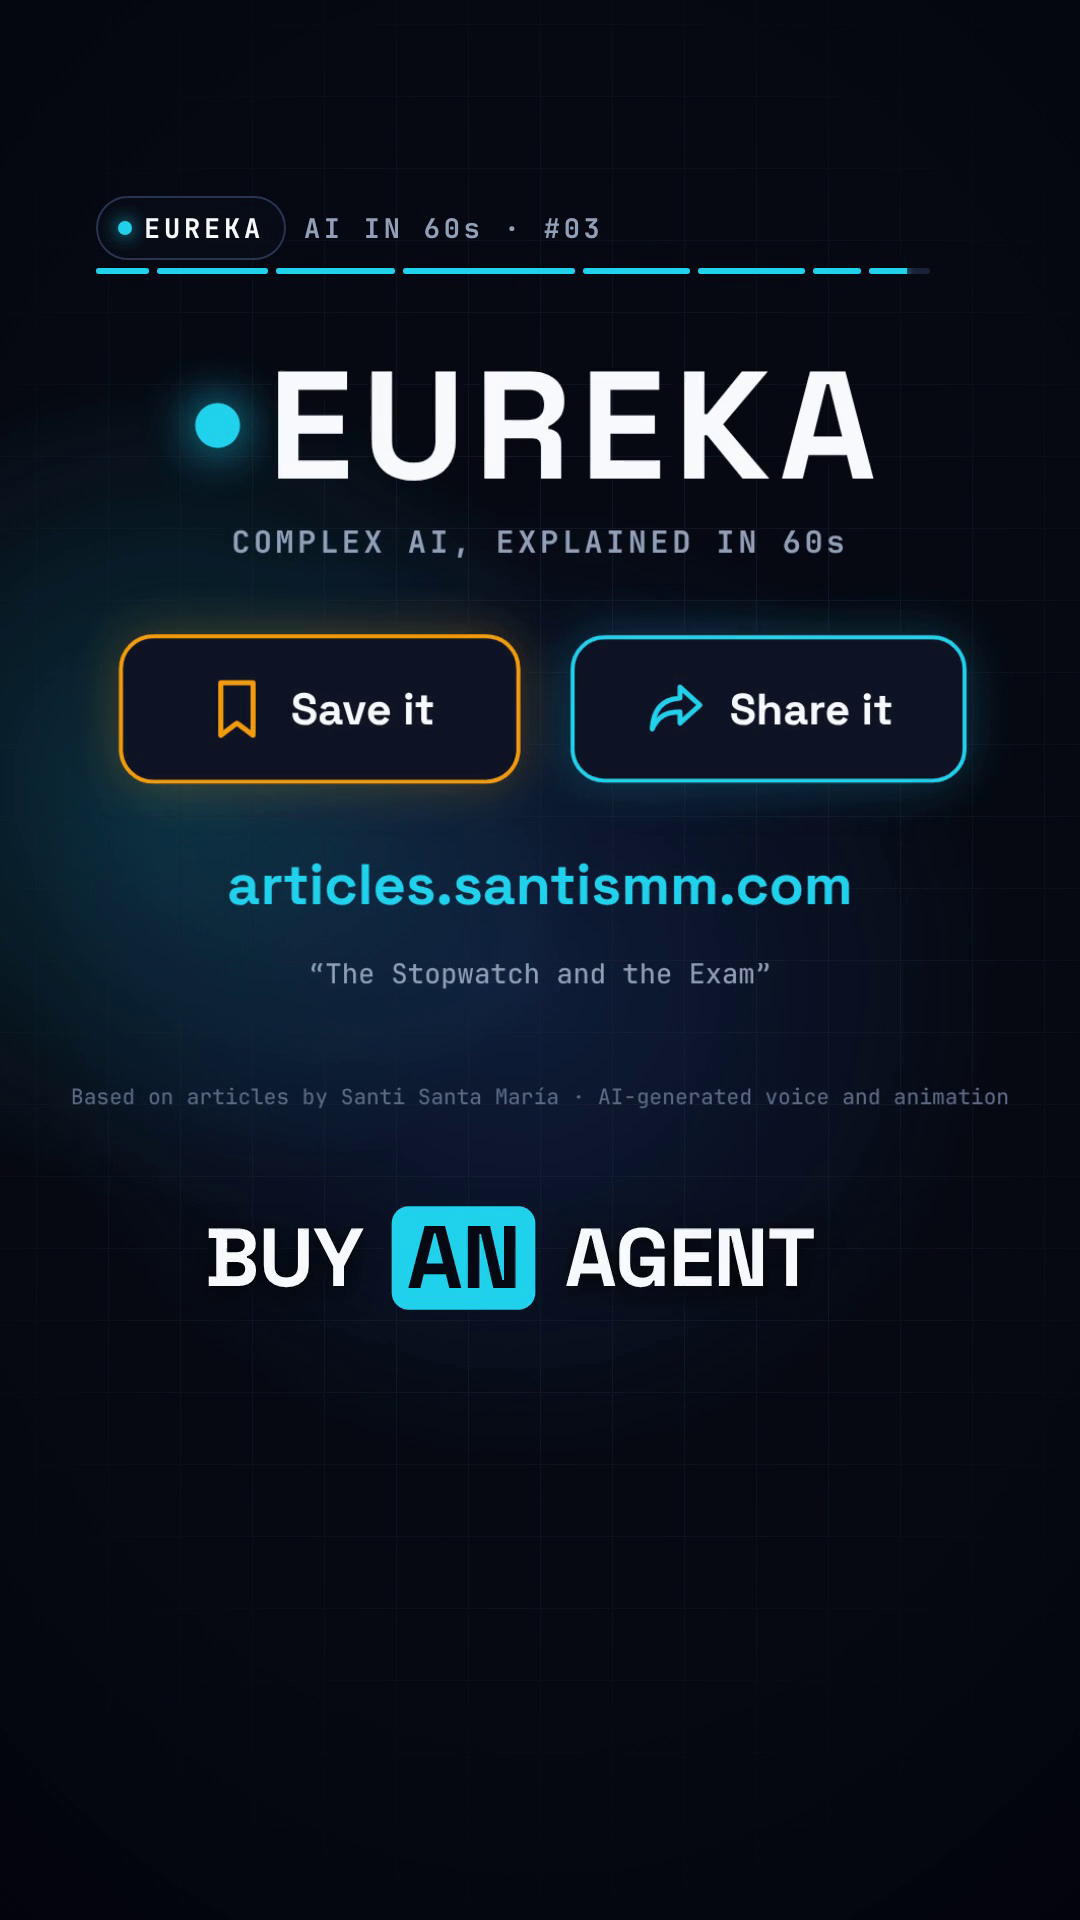 EUREKA AI IN 60s · #03
EUREKA
COMPLEX AI, EXPLAINED IN 60s
Save it Share it
articles.santismm.com
“The Stopwatch and the Exam”
Based on articles by Santi Santa María · AI-generated voice and animation
BUY AN AGENT